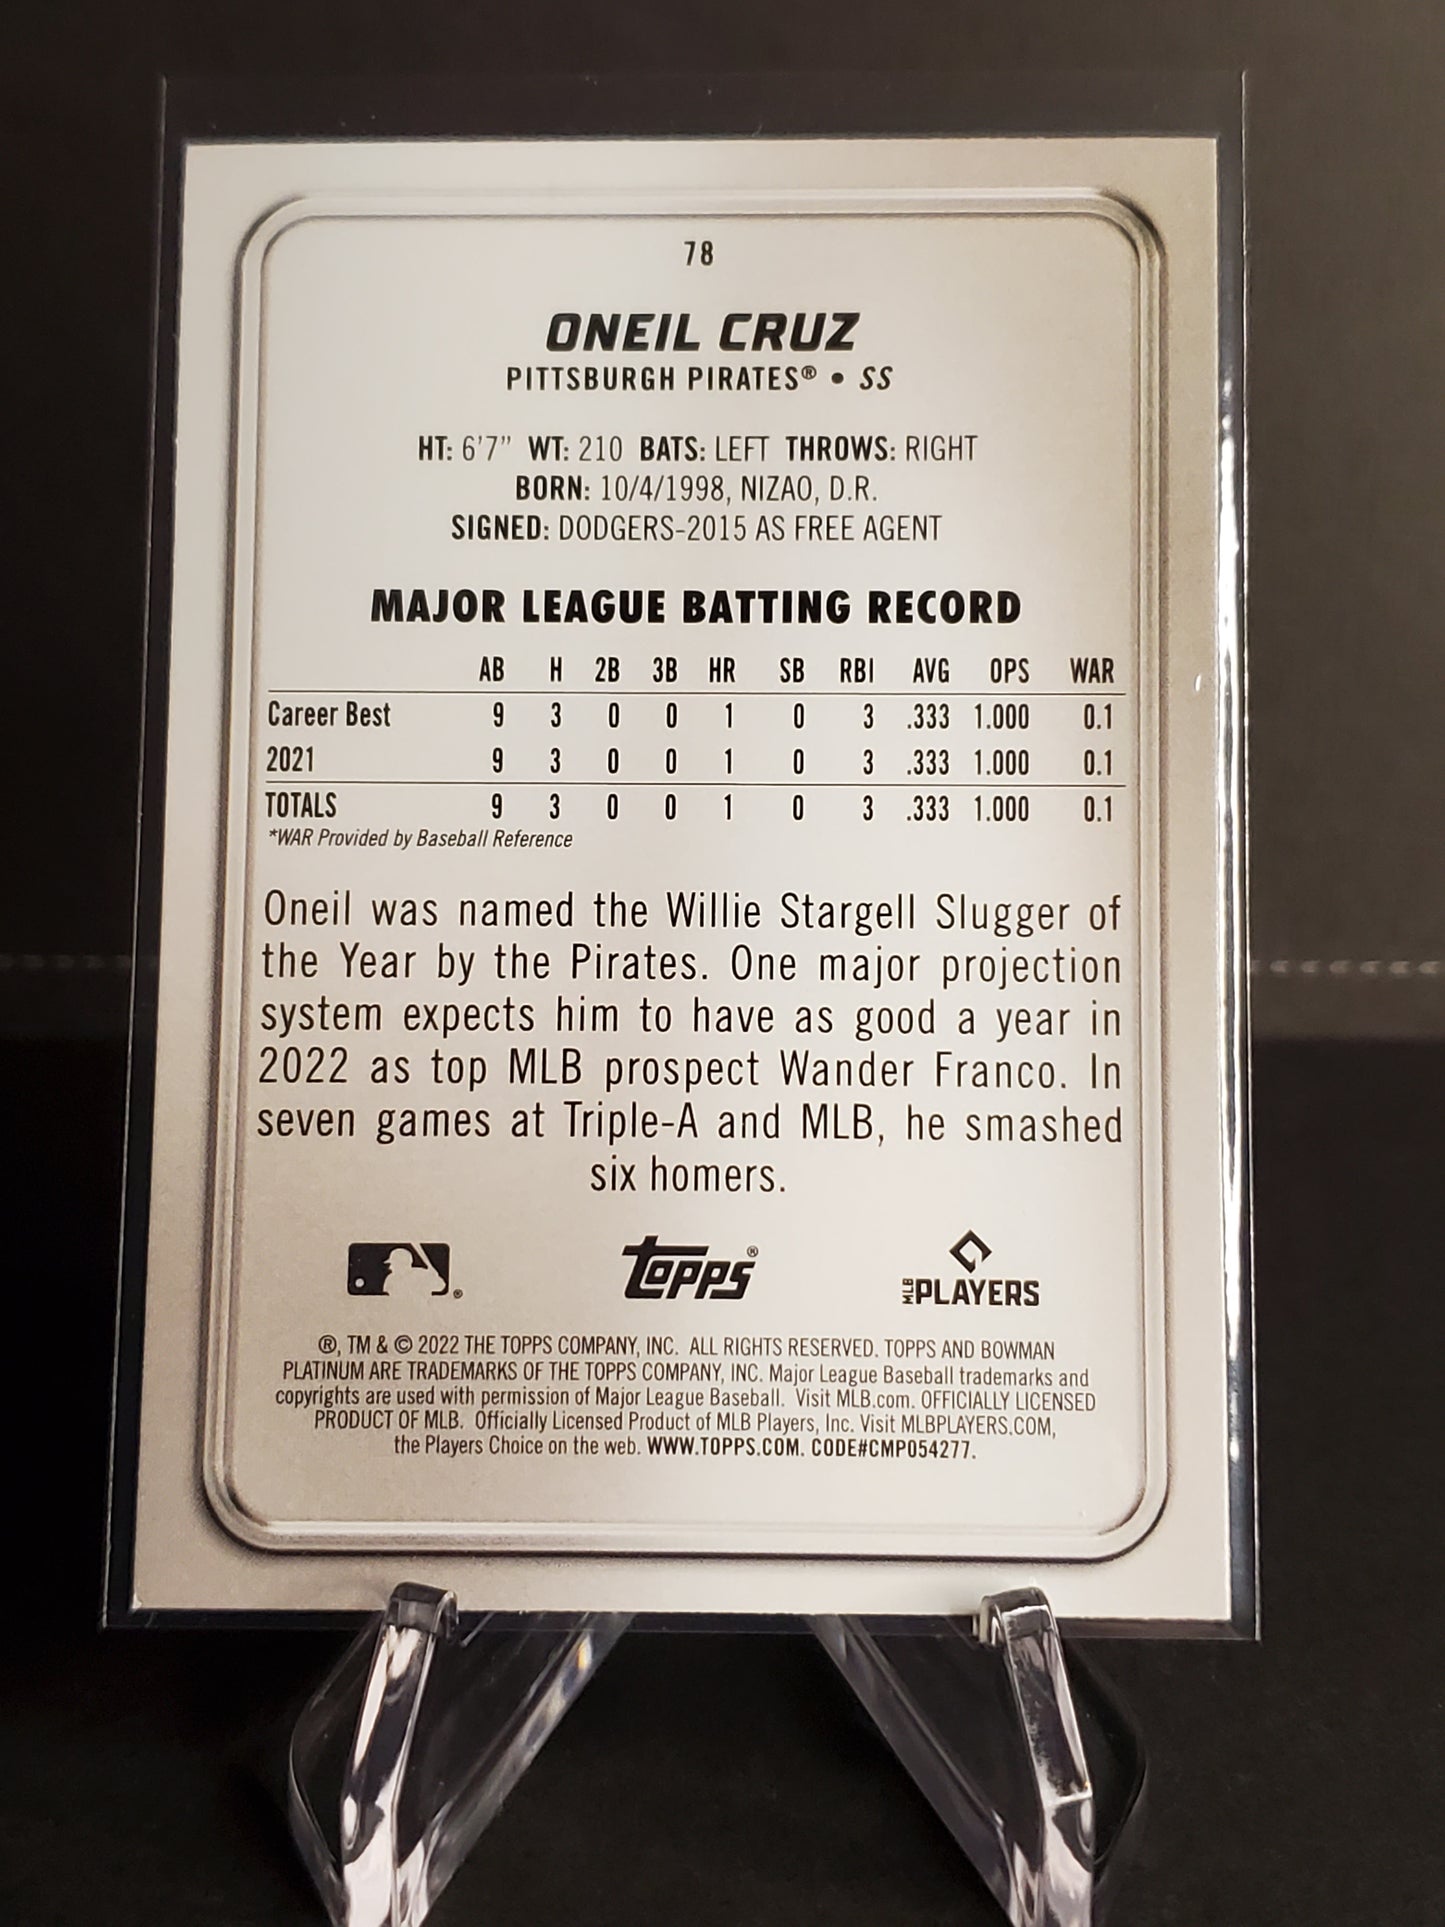 78
ONEIL CRUZ
PITTSBURGH PIRATES® • SS
HT: 6'7" WT: 210 BATS: LEFT THROWS: RIGHT
BORN: 10/4/1998, NIZAO, D.R.
SIGNED: DODGERS-2015 AS FREE AGENT
MAJOR LEAGUE BATTING RECORD
AB H 2B 3B HR SB RBI AVG OPS WAR
Career Best 9 3 0 0 1 0 3 .333 1.000 0.1
2021 9 3 0 0 1 0 3 .333 1.000 0.1
TOTALS 9 3 0 0 1 0 3 .333 1.000 0.1
*WAR Provided by Baseball Reference
Oneil was named the Willie Stargell Slugger of
the Year by the Pirates. One major projection
system expects him to have as good a year in
2022 as top MLB prospect Wander Franco. In
seven games at Triple-A and MLB, he smashed
six homers.
® topps® MLB PLAYERS
®, TM & © 2022 THE TOPPS COMPANY, INC. ALL RIGHTS RESERVED. TOPPS AND BOWMAN
PLATINUM ARE TRADEMARKS OF THE TOPPS COMPANY, INC. Major League Baseball trademarks and
copyrights are used with permission of Major League Baseball. Visit MLB.com. OFFICIALLY LICENSED
PRODUCT OF MLB. Officially Licensed Product of MLB Players, Inc. Visit MLBPLAYERS.COM,
the Players Choice on the web. WWW.TOPPS.COM. CODE#CMP054277.